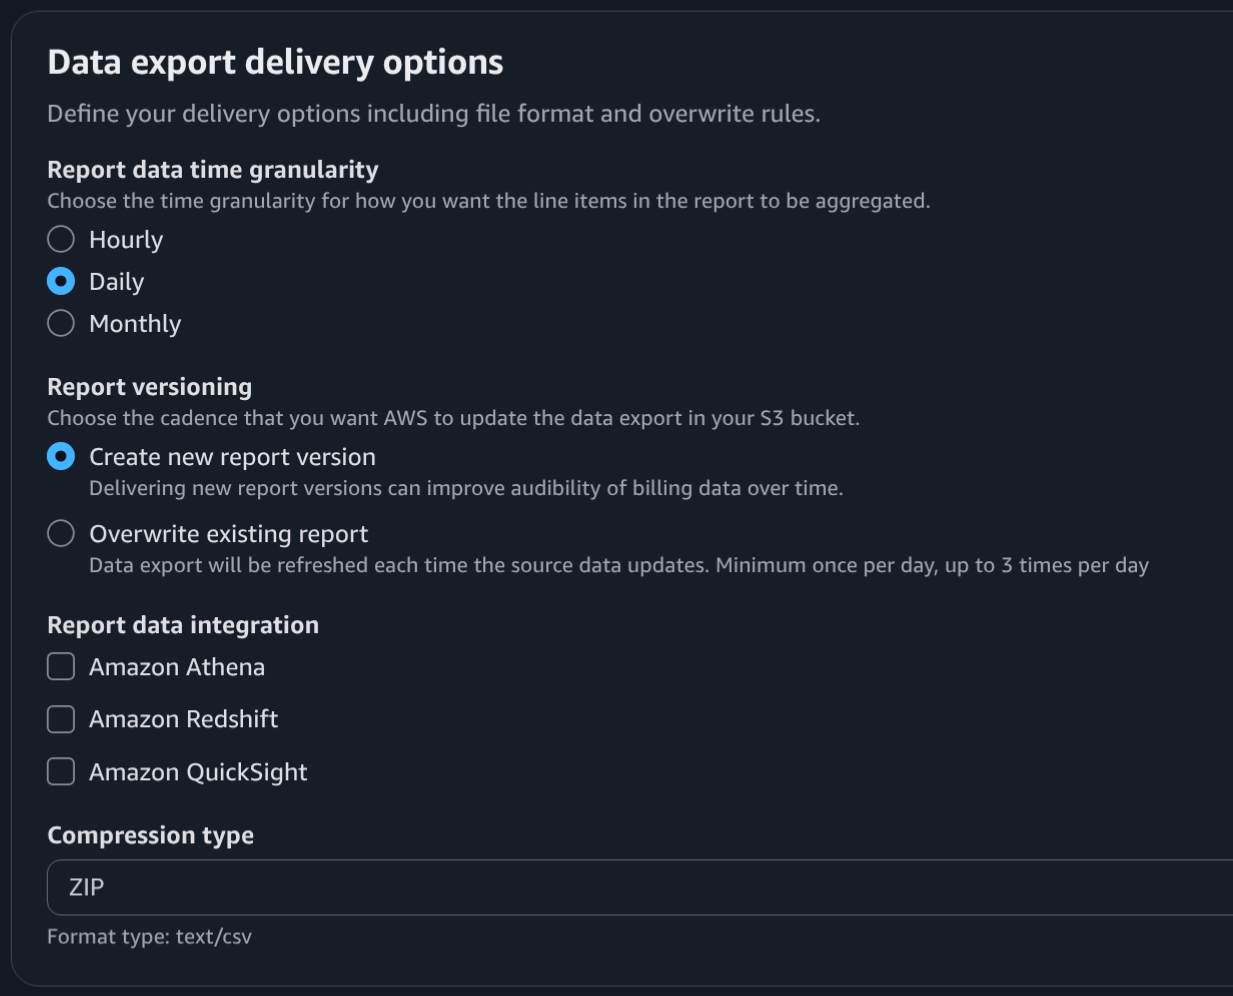 Data export delivery options
Define your delivery options including file format and overwrite rules.
Report data time granularity
Choose the time granularity for how you want the line items in the report to be aggregated.
Hourly
Daily
Monthly
Report versioning
Choose the cadence that you want AWS to update the data export in your S3 bucket.
Create new report version
Delivering new report versions can improve audibility of billing data over time.
Overwrite existing report
Data export will be refreshed each time the source data updates. Minimum once per day, up to 3 times per day
Report data integration
Amazon Athena
Amazon Redshift
Amazon QuickSight
Compression type
ZIP
Format type: text/csv